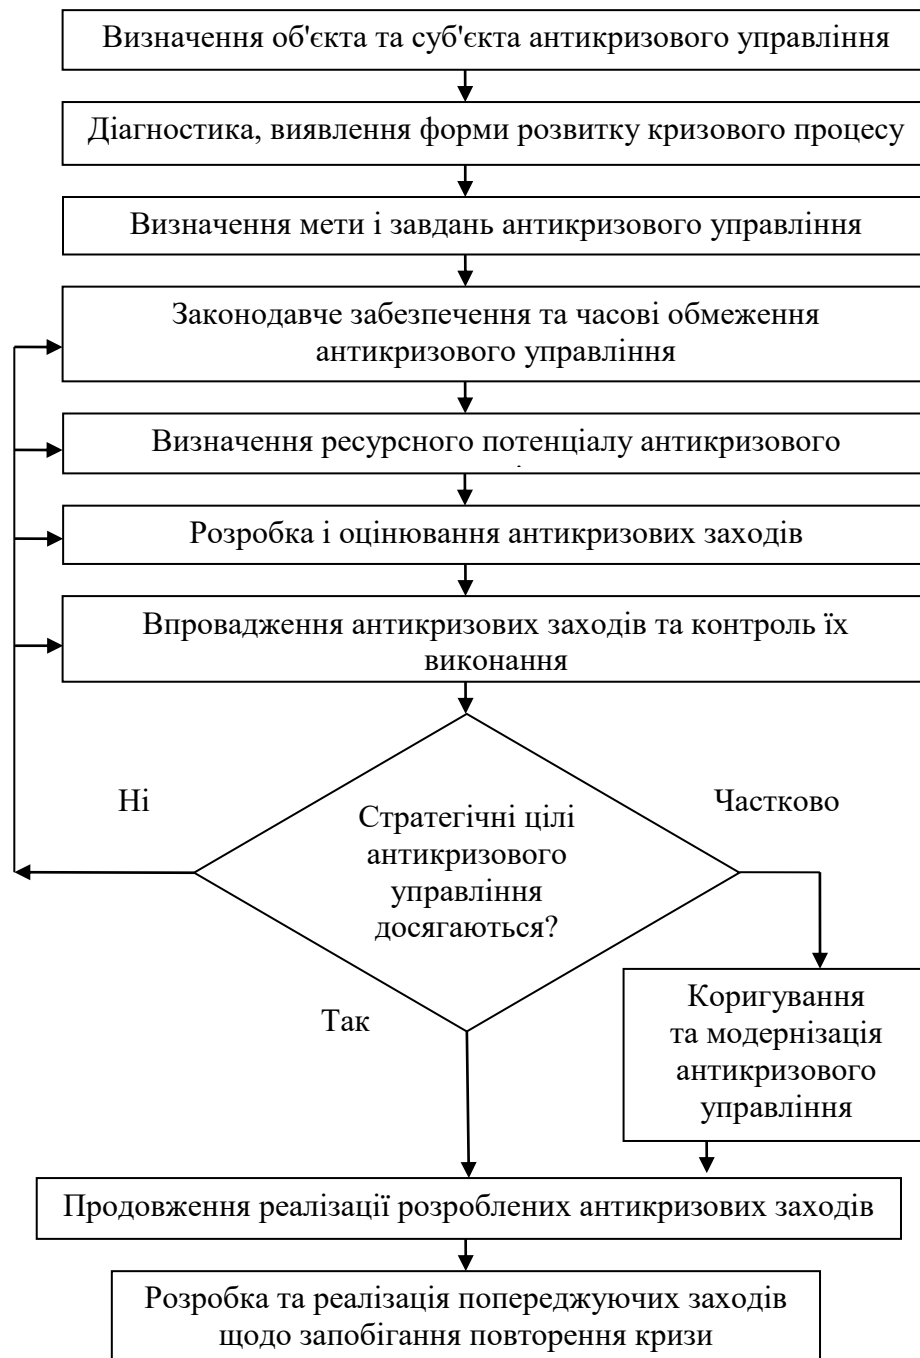 Визначення об'єкта та суб'єкта антикризового управління
Діагностика, виявлення форми розвитку кризового процесу
Визначення мети і завдань антикризового управління
Законодавче забезпечення та часові обмеження
антикризового управління
Визначення ресурсного потенціалу антикризового
Розробка і оцінювання антикризових заходів
Впровадження антикризових заходів та контроль їх
виконання
Ні
Частково
Стратегічні цілі
антикризового
управління
досягаються?
Так
Коригування
та модернізація
антикризового
управління
Продовження реалізації розроблених антикризових заходів
Розробка та реалізація попереджуючих заходів
щодо запобігання повторення кризи